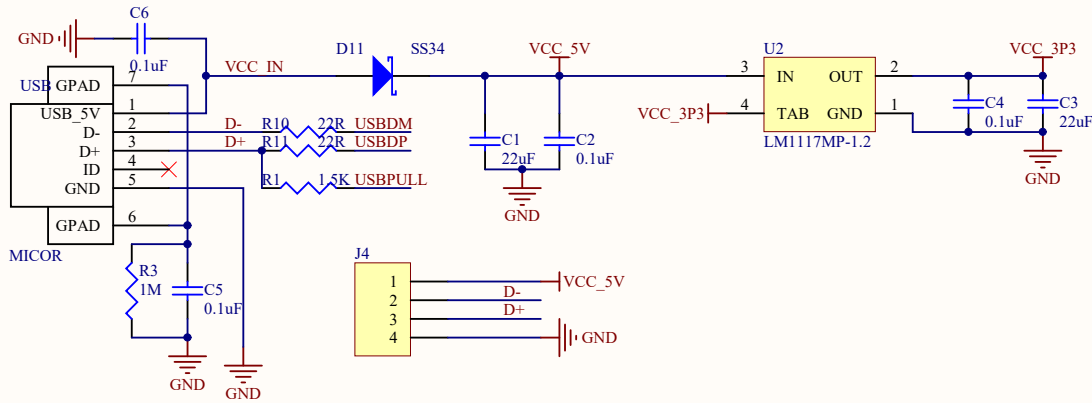 C6
GND
0.1uF
D11 SS34
VCC_5V
U2
VCC_3P3
VCC_IN
USB
GPAD 7
USB_5V 1
D- 2
D+ 3
ID 4
GND 5
GPAD 6
MICOR
D- R10 22R USBDM
D+ R11 22R USBDP
R1 1.5K USBPULL
C1
22uF
C2
0.1uF
GND
3 IN OUT 2
VCC_3P3 4 TAB GND 1
LM1117MP-1.2
C4
0.1uF
C3
22uF
GND
R3
1M
C5
0.1uF
GND
GND
J4
1 VCC_5V
2 D-
3 D+
4 GND